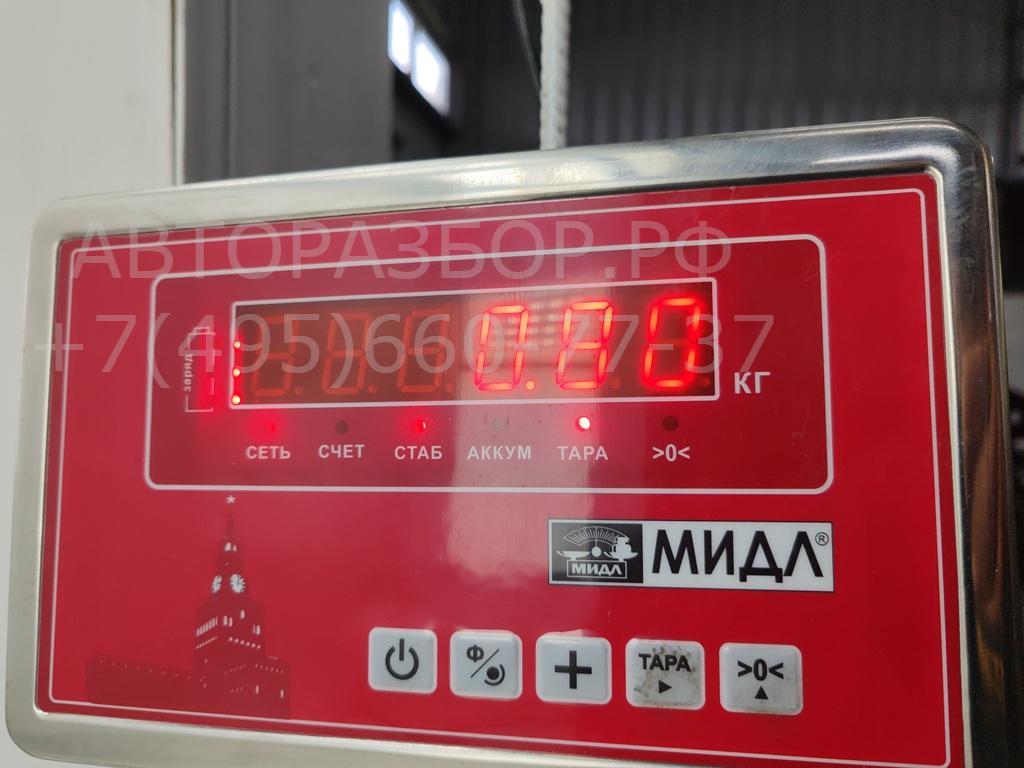 АВТОРАЗБОР.РФ
+7(495)660-77-37
заряд
0.80 КГ
СЕТЬ СЧЕТ СТАБ АККУМ ТАРА >0<
МИДЛ МИДЛ®
Ф
+ ТАРА >0<